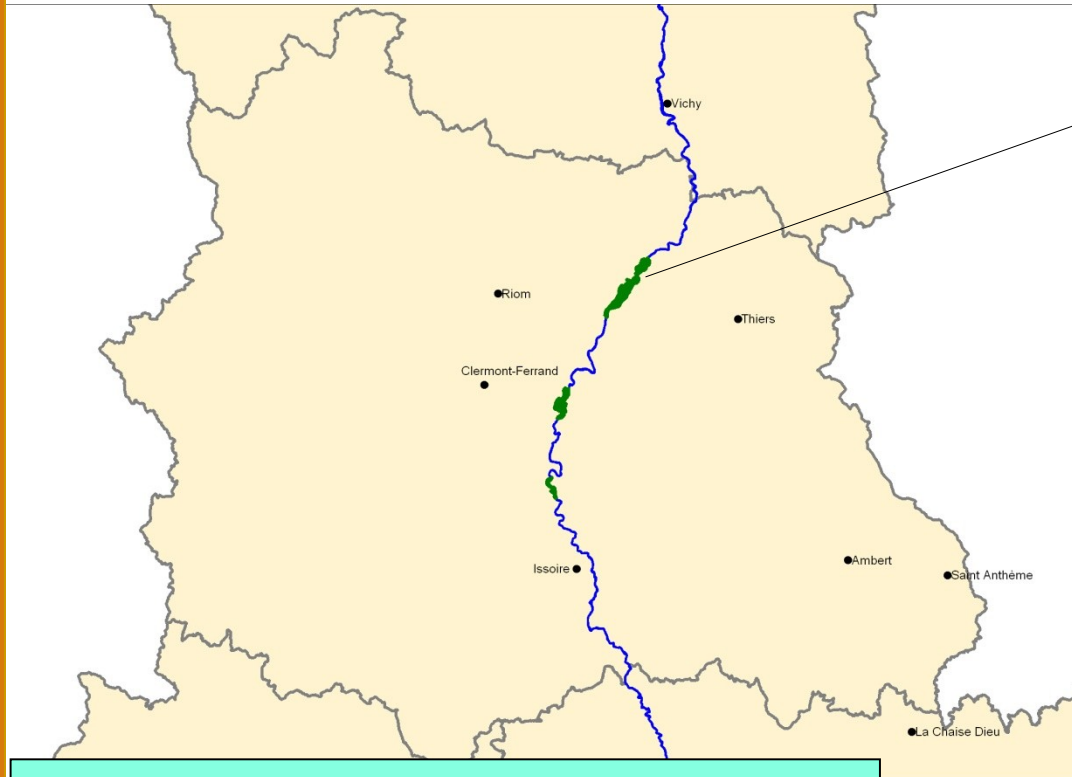 Vichy
Riom
Thiers
Clermont-Ferrand
Issoire
Ambert
Saint Anthème
La Chaise Dieu